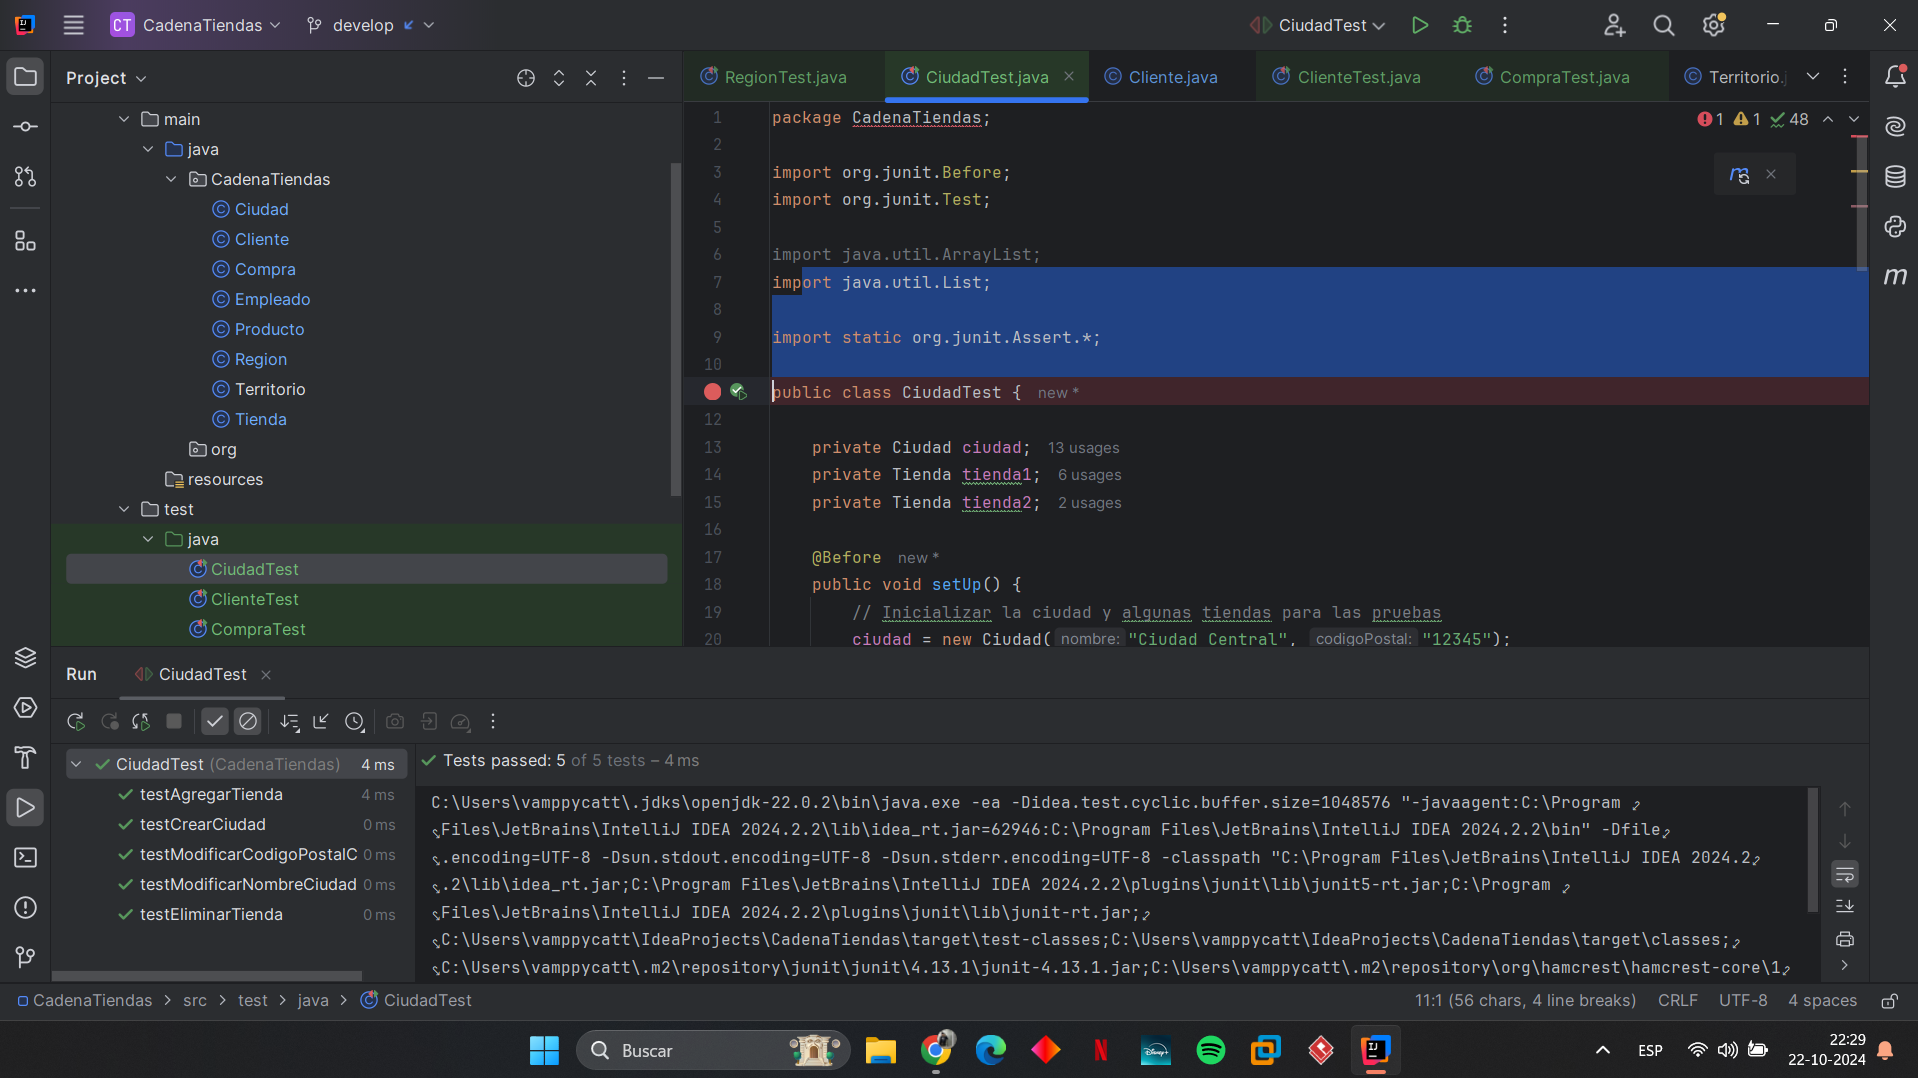 CT CadenaTiendas develop CiudadTest
Project
main
java
CadenaTiendas
Ciudad
Cliente
Compra
Empleado
Producto
Region
Territorio
Tienda
org
resources
test
java
CiudadTest
ClienteTest
CompraTest
RegionTest.java CiudadTest.java Cliente.java ClienteTest.java CompraTest.java Territorio.
1 1 48
1 package CadenaTiendas;
2
3 import org.junit.Before;
4 import org.junit.Test;
5
6 import java.util.ArrayList;
7 import java.util.List;
8
9 import static org.junit.Assert.*;
10
public class CiudadTest { new *
12
13 private Ciudad ciudad; 13 usages
14 private Tienda tienda1; 6 usages
15 private Tienda tienda2; 2 usages
16
17 @Before new *
18 public void setUp() {
19 // Inicializar la ciudad y algunas tiendas para las pruebas
20 ciudad = new Ciudad( nombre: "Ciudad Central", codigoPostal: "12345");
Run CiudadTest
CiudadTest (CadenaTiendas) 4 ms
testAgregarTienda 4 ms
testCrearCiudad 0 ms
testModificarCodigoPostalC 0 ms
testModificarNombreCiudad 0 ms
testEliminarTienda 0 ms
Tests passed: 5 of 5 tests – 4 ms
C:\Users\vamppycatt\.jdks\openjdk-22.0.2\bin\java.exe -ea -Didea.test.cyclic.buffer.size=1048576 "-javaagent:C:\Program
Files\JetBrains\IntelliJ IDEA 2024.2.2\lib\idea_rt.jar=62946:C:\Program Files\JetBrains\IntelliJ IDEA 2024.2.2\bin" -Dfile
.encoding=UTF-8 -Dsun.stdout.encoding=UTF-8 -Dsun.stderr.encoding=UTF-8 -classpath "C:\Program Files\JetBrains\IntelliJ IDEA 2024.2
.2\lib\idea_rt.jar;C:\Program Files\JetBrains\IntelliJ IDEA 2024.2.2\plugins\junit\lib\junit5-rt.jar;C:\Program
Files\JetBrains\IntelliJ IDEA 2024.2.2\plugins\junit\lib\junit-rt.jar;
C:\Users\vamppycatt\IdeaProjects\CadenaTiendas\target\test-classes;C:\Users\vamppycatt\IdeaProjects\CadenaTiendas\target\classes;
C:\Users\vamppycatt\.m2\repository\junit\junit\4.13.1\junit-4.13.1.jar;C:\Users\vamppycatt\.m2\repository\org\hamcrest\hamcrest-core\1
CadenaTiendas > src > test > java > CiudadTest
11:1 (56 chars, 4 line breaks) CRLF UTF-8 4 spaces
Buscar
ESP
22:29
22-10-2024